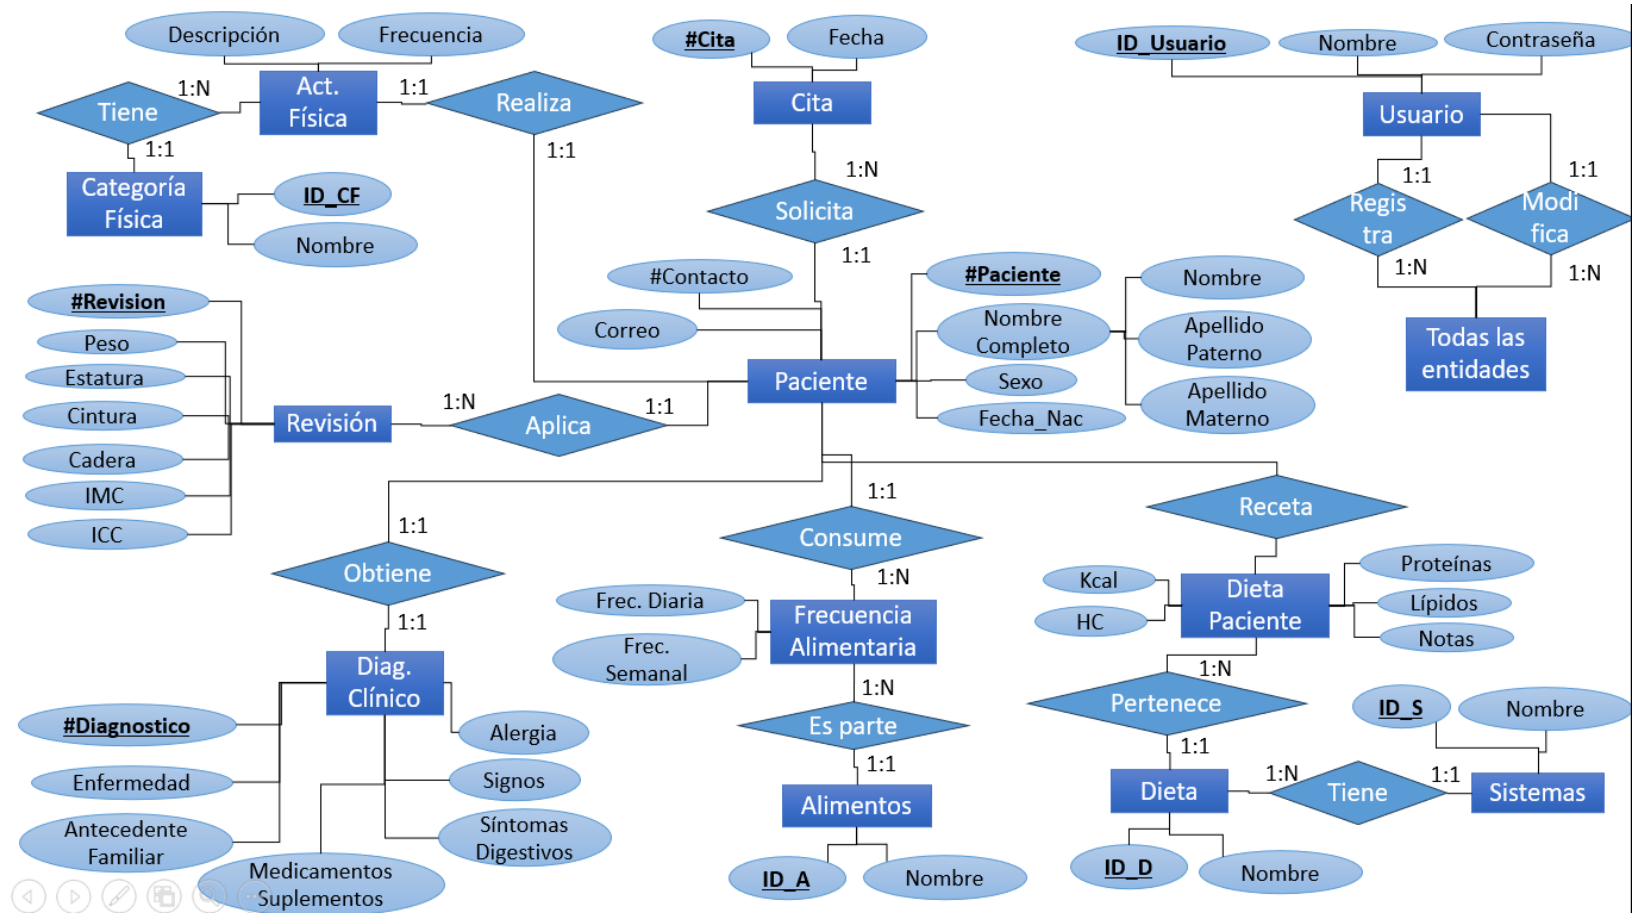 Descripción
Frecuencia
#Cita
Fecha
ID_Usuario
Nombre
Contraseña
1:N
Act.
Física
1:1
Realiza
Cita
Usuario
Tiene
1:1
1:1
1:N
1:1
1:1
Categoría
Física
ID_CF
Nombre
Solicita
Regis
tra
Modi
fica
1:1
1:N
1:N
#Contacto
Correo
#Paciente
Nombre
Completo
Sexo
Fecha_Nac
Nombre
Apellido
Paterno
Apellido
Materno
Todas las
entidades
#Revision
Peso
Estatura
Cintura
Cadera
IMC
ICC
Revisión
1:N
Aplica
1:1
Paciente
1:1
Obtiene
1:1
1:1
Consume
1:N
Receta
Frec. Diaria
Frec.
Semanal
Frecuencia
Alimentaria
Kcal
HC
Dieta
Paciente
Proteínas
Lípidos
Notas
Diag.
Clínico
#Diagnostico
Enfermedad
Antecedente
Familiar
Medicamentos
Suplementos
Alergia
Signos
Síntomas
Digestivos
1:N
Es parte
1:1
Alimentos
ID_A
Nombre
1:N
Pertenece
1:1
Dieta
1:N
Tiene
1:1
Sistemas
ID_S
Nombre
ID_D
Nombre